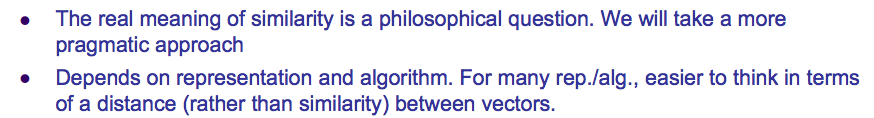 • The real meaning of similarity is a philosophical question. We will take a more
pragmatic approach
• Depends on representation and algorithm. For many rep./alg., easier to think in terms
of a distance (rather than similarity) between vectors.